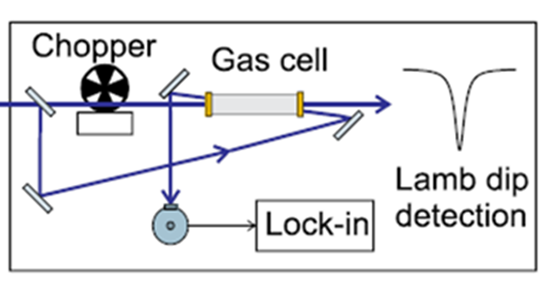 Chopper
Gas cell
Lamb dip
detection
Lock-in